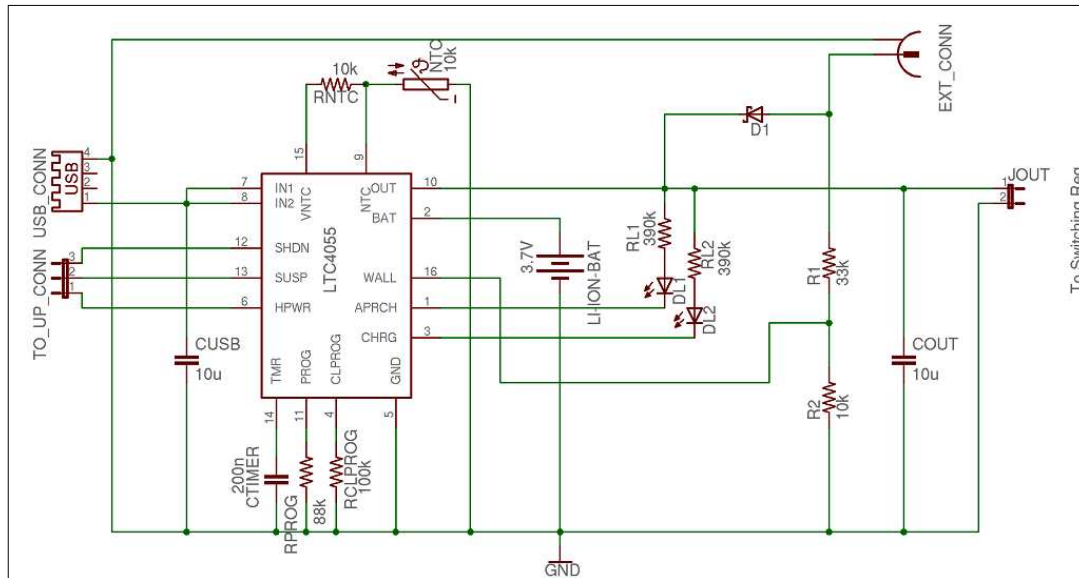 EXT_CONN
10k
RNTC
NTC
10k
D1
15
9
USB_CONN
USB
4
3
2
1
7
8
IN1
IN2
VNTC
NTC
OUT
10
BAT
2
JOUT
1
2
To Switching Reg
TO_UP_CONN
3
2
1
12
13
6
SHDN
SUSP
HPWR
LTC4055
WALL
16
APRCH
1
CHRG
3
3.7V
LI-ION-BAT
RL1
390k
RL2
390k
DL1
DL2
R1
33k
CUSB
10u
COUT
10u
R2
10k
TMR
PROG
CLPROG
GND
14
11
4
5
200n
CTIMER
RPROG
88k
RCLPROG
100k
GND